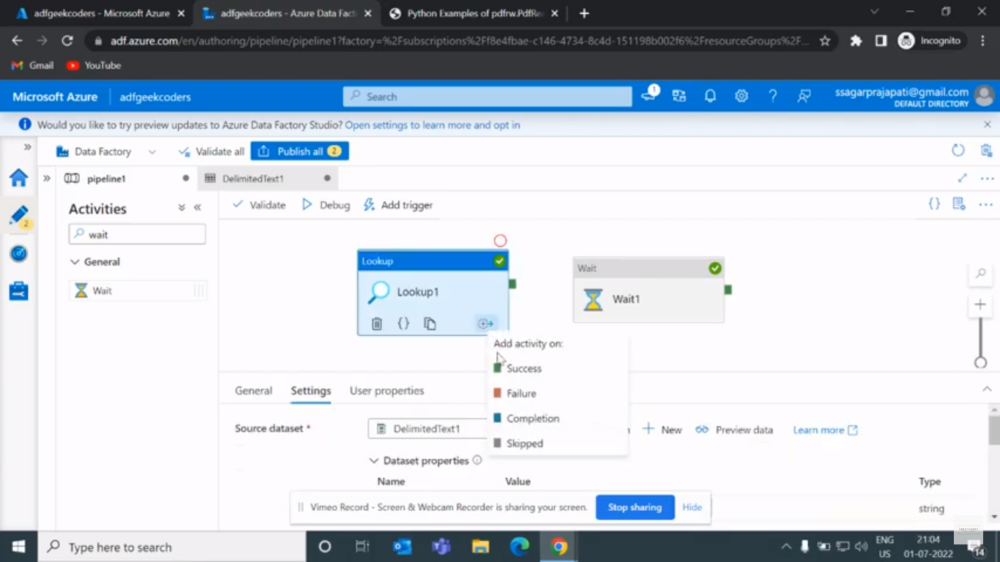 adfgeekcoders - Microsoft Azure
adfgeekcoders - Azure Data Fact
Python Examples of pdfrw.PdfRea
adf.azure.com/en/authoring/pipeline/pipeline1?factory=%2Fsubscriptions%2Ff8e4fbae-c146-4734-8c4d-151198b002f6%2FresourceGroups%2F...
Incognito
Gmail
YouTube
Microsoft Azure
adfgeekcoders
Search
1
ssagarprajapati@gmail.com
DEFAULT DIRECTORY
Would you like to try preview updates to Azure Data Factory Studio? Open settings to learn more and opt in
Data Factory
Validate all
Publish all 2
pipeline1
DelimitedText1
2
Activities
wait
General
Wait
Validate
Debug
Add trigger
Lookup
Lookup1
Wait
Wait1
Add activity on:
Success
Failure
Completion
Skipped
General
Settings
User properties
Source dataset *
DelimitedText1
New
Preview data
Learn more
Dataset properties
Name
Value
Type
string
Vimeo Record - Screen & Webcam Recorder is sharing your screen.
Stop sharing
Hide
Type here to search
ENG
US
21:04
01-07-2022
14